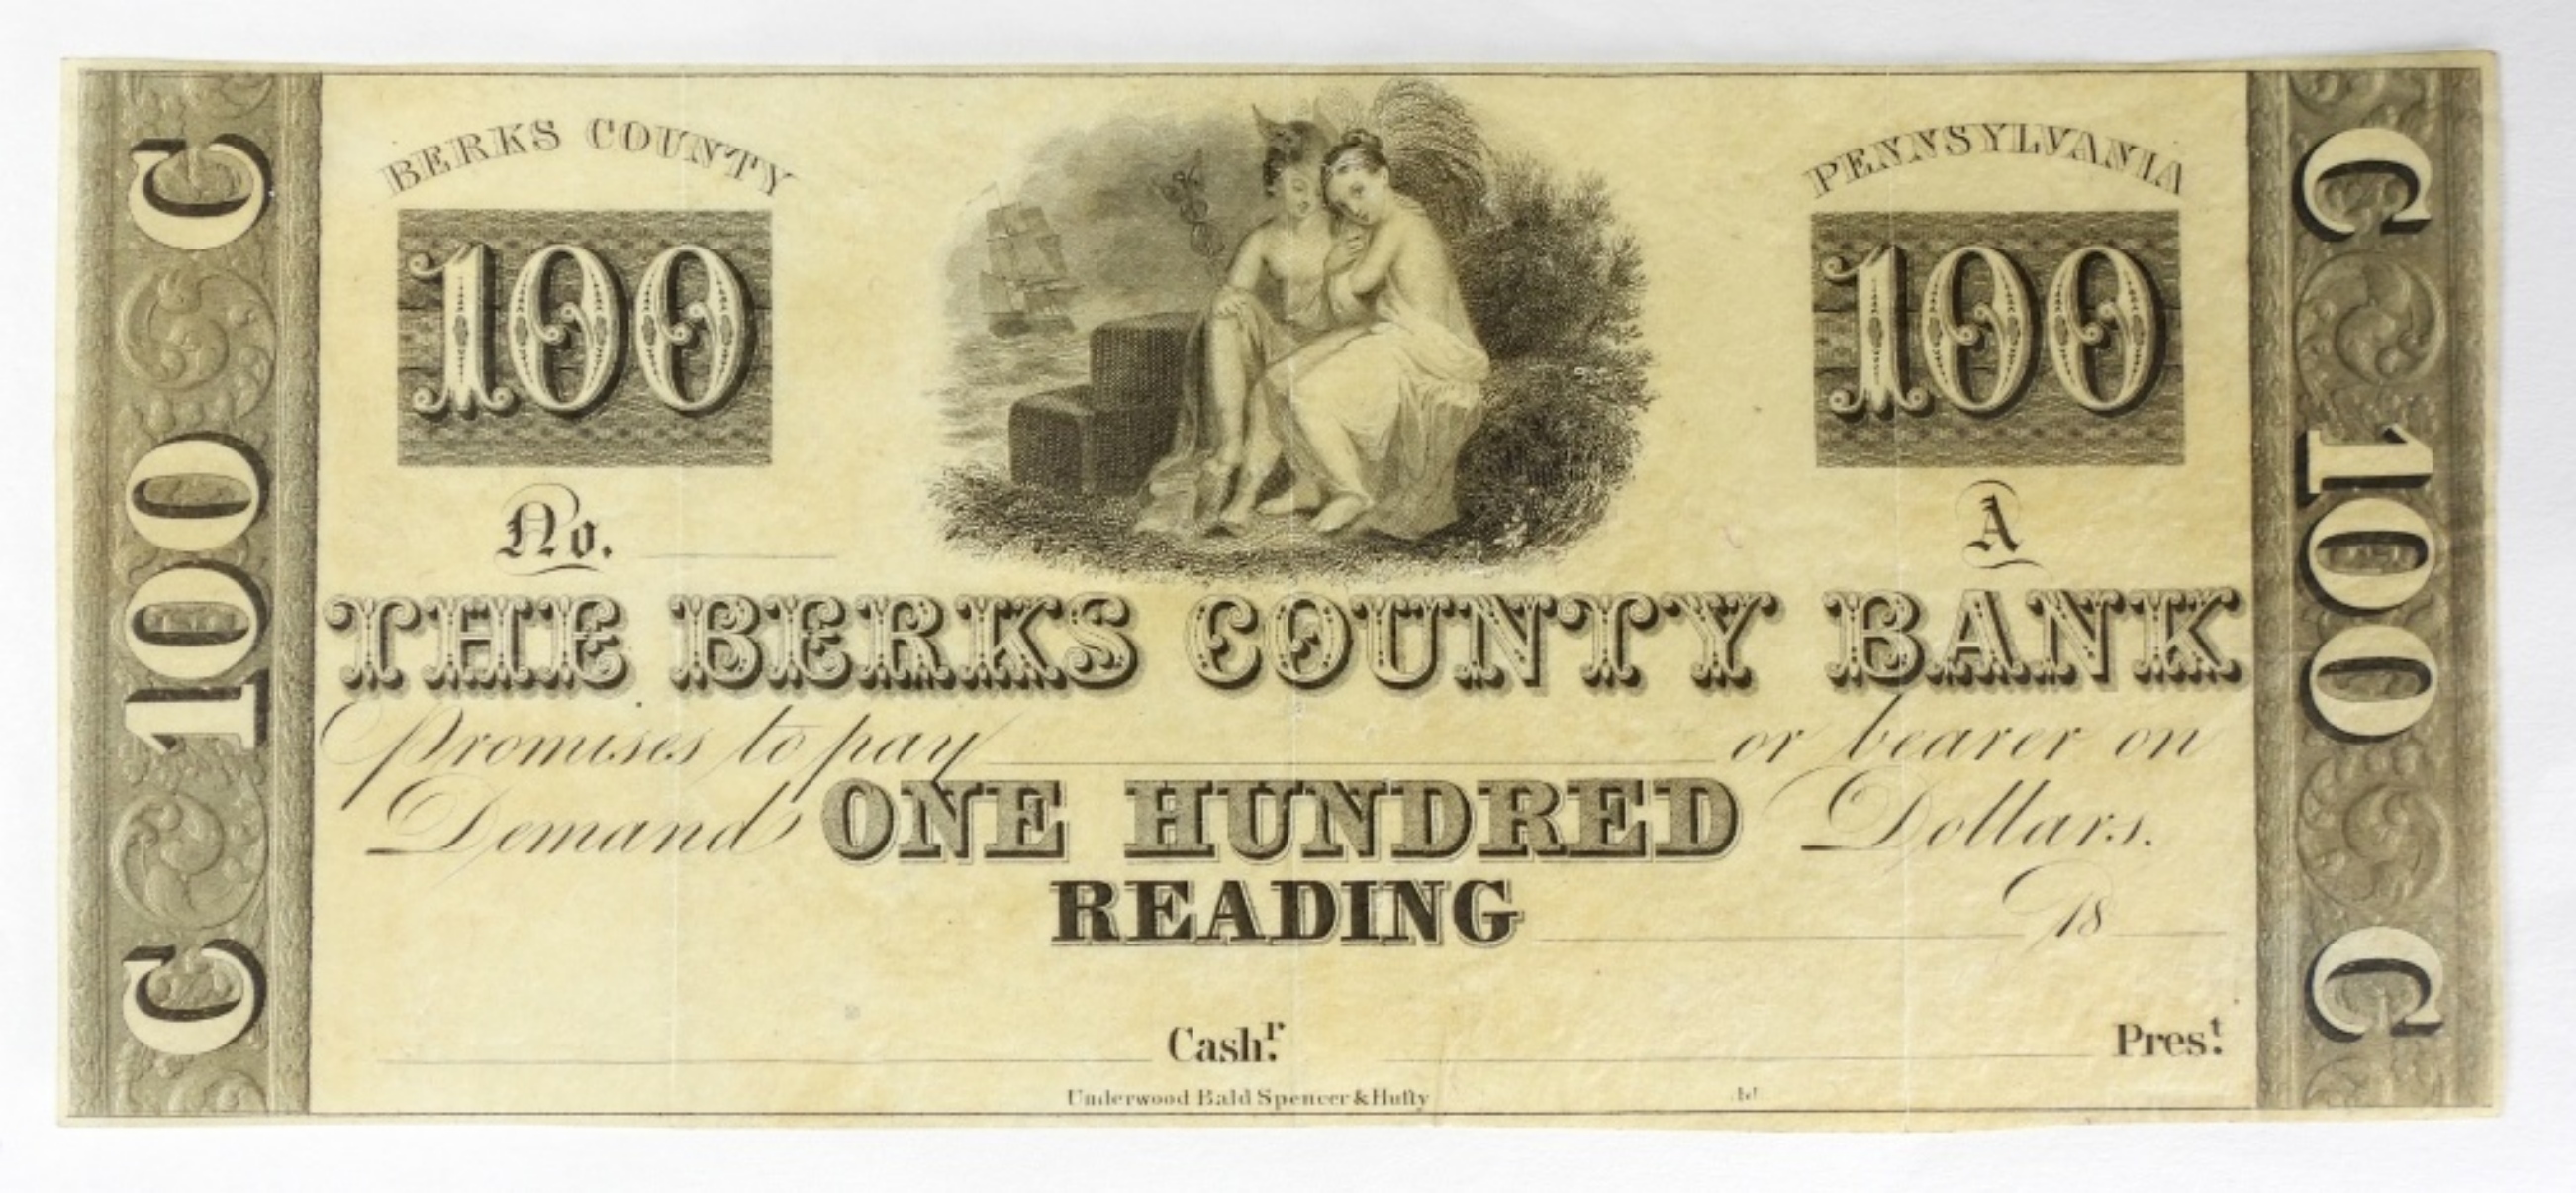 BERKS COUNTY
PENNSYLVANIA
C 100 C
100
100
C 100 C
No.
A
THE BERKS COUNTY BANK
Promises to pay or bearer on
Demand ONE HUNDRED Dollars.
READING 18
Cash.r Pres.t
Underwood Bald Spencer & Hufty